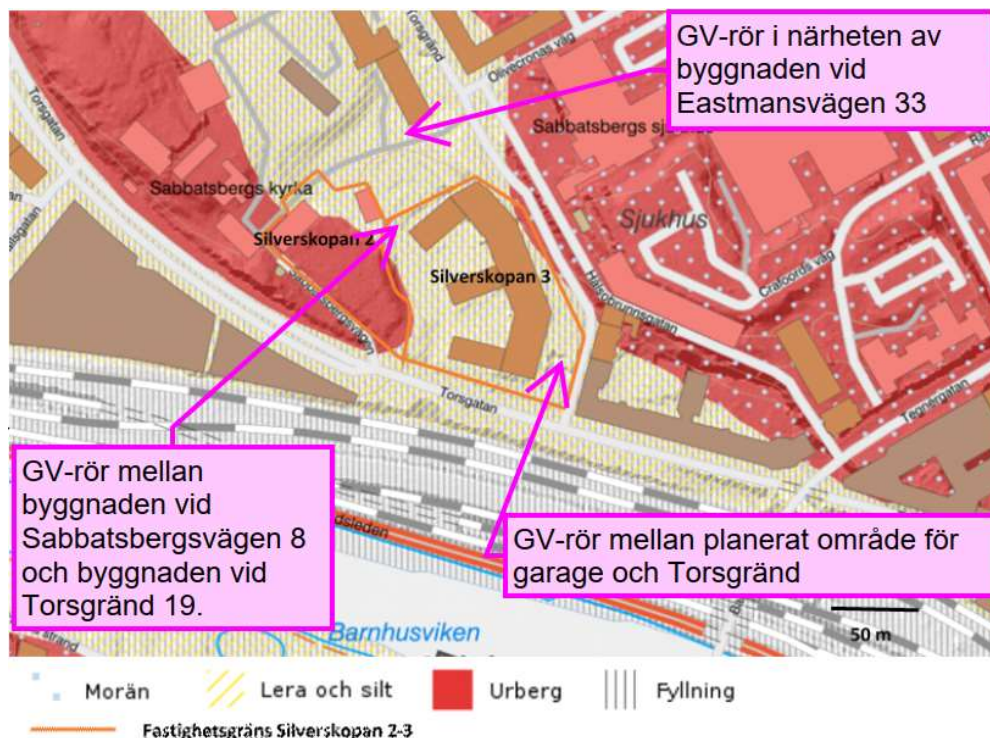 GV-rör i närheten av
byggnaden vid
Eastmansvägen 33
Torsgränd
Olivecronas väg
Torsgatan
Sabbatsbergs
Sabbatsbergs kyrka
Sjukhus
Silverskopan 2
Silverskopan 3
Crafoords väg
Hälsobrunnsgatan
Sabbatsbergsvägen
Torsgatan
Tegnérgatan
GV-rör mellan
byggnaden vid
Sabbatsbergsvägen 8
och byggnaden vid
Torsgränd 19.
dsleden
GV-rör mellan planerat område för
garage och Torsgränd
Barnhusviken
strand
50 m
Morän
Lera och silt
Urberg
Fyllning
Fastighetsgräns Silverskopan 2-3